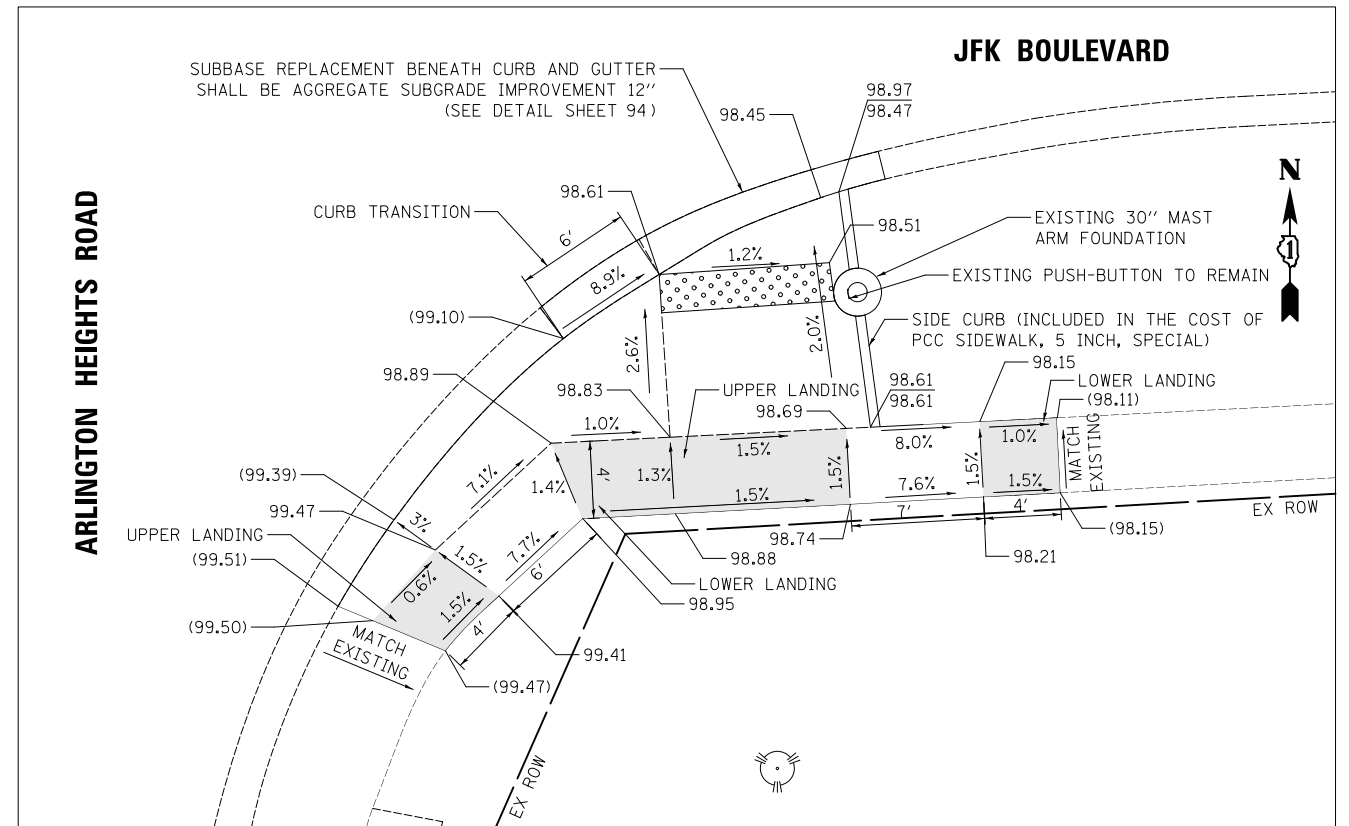 JFK BOULEVARD
SUBBASE REPLACEMENT BENEATH CURB AND GUTTER
SHALL BE AGGREGATE SUBGRADE IMPROVEMENT 12"
(SEE DETAIL SHEET 94)
98.97
98.47
98.45
N
1
98.61
CURB TRANSITION
6'
8.9%
1.2%
98.51
EXISTING 30" MAST
ARM FOUNDATION
EXISTING PUSH-BUTTON TO REMAIN
ARLINGTON HEIGHTS ROAD
(99.10)
2.6%
2.0%
SIDE CURB (INCLUDED IN THE COST OF
PCC SIDEWALK, 5 INCH, SPECIAL)
98.89
98.83
UPPER LANDING
98.69
98.61
98.61
98.15
LOWER LANDING
(98.11)
1.0%
1.5%
8.0%
1.0%
MATCH
EXISTING
(99.39)
7.1%
1.4%
4'
1.3%
1.5%
1.5%
7.6%
1.5%
1.5%
99.47
3%
7'
4'
EX ROW
UPPER LANDING
(99.51)
1.5%
7.7%
6'
98.74
98.88
98.21
(98.15)
0.6%
1.5%
4'
LOWER LANDING
98.95
(99.50)
MATCH
EXISTING
99.41
(99.47)
EX ROW